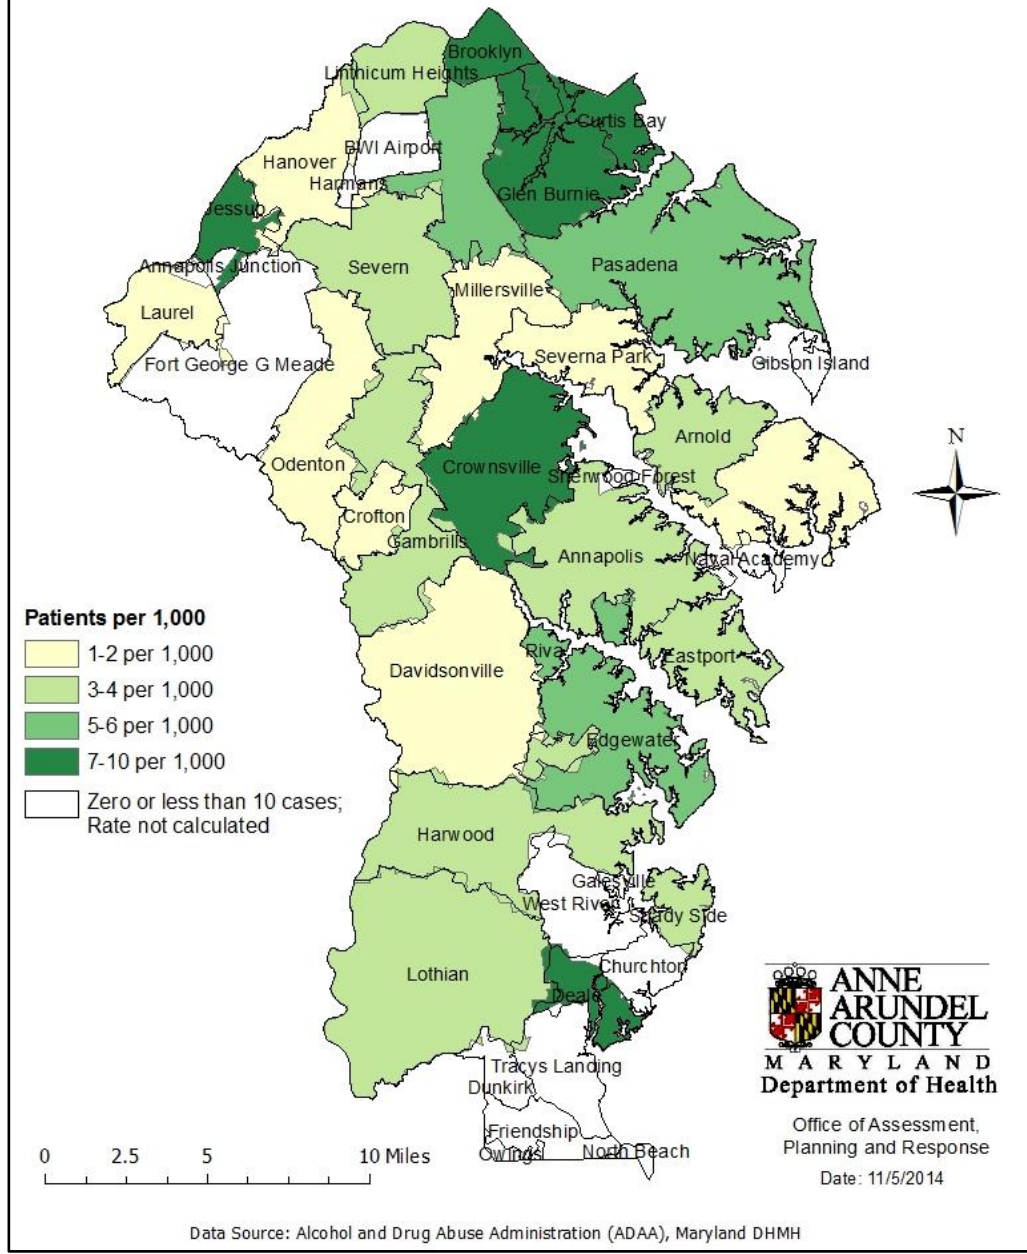 Brooklyn
Linthicum Heights
Curtis Bay
BWI Airport
Hanover
Harmans
Glen Burnie
Jessup
Annapolis Junction
Severn
Pasadena
Millersville
Laurel
Severna Park
Fort George G Meade
Gibson Island
Arnold
N
Odenton
Crownsville
Sherwood Forest
Crofton
Gambrills
Annapolis
Naval Academy
Patients per 1,000
1-2 per 1,000
3-4 per 1,000
5-6 per 1,000
7-10 per 1,000
Zero or less than 10 cases;
Rate not calculated
Riva
Eastport
Davidsonville
Edgewater
Harwood
Galesville
West River
Shady Side
Lothian
Churchton
Deale
Tracys Landing
Dunkirk
Friendship
Owings
North Beach
ANNE
ARUNDEL
COUNTY
MARYLAND
Department of Health
Office of Assessment,
Planning and Response
Date: 11/5/2014
0 2.5 5 10 Miles
Data Source: Alcohol and Drug Abuse Administration (ADAA), Maryland DHMH